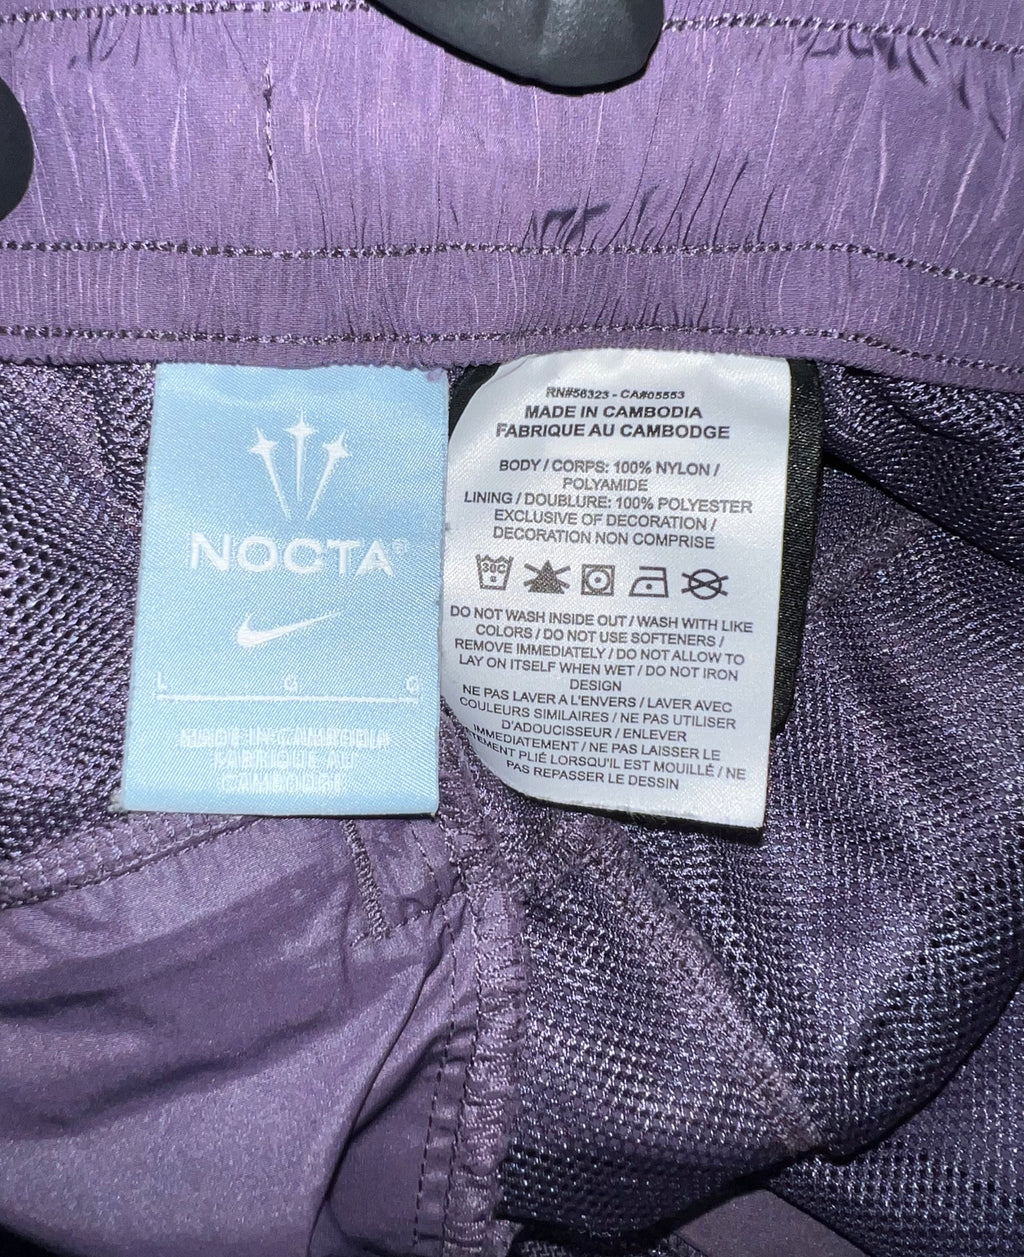 NOCTA®
L G G
MADE IN CAMBODIA
FABRIQUE AU
CAMBODGE
RN#56323 - CA#05553
MADE IN CAMBODIA
FABRIQUE AU CAMBODGE
BODY / CORPS: 100% NYLON /
POLYAMIDE
LINING / DOUBLURE: 100% POLYESTER
EXCLUSIVE OF DECORATION /
DECORATION NON COMPRISE
30C
DO NOT WASH INSIDE OUT / WASH WITH LIKE
COLORS / DO NOT USE SOFTENERS /
REMOVE IMMEDIATELY / DO NOT ALLOW TO
LAY ON ITSELF WHEN WET / DO NOT IRON
DESIGN
NE PAS LAVER A L'ENVERS / LAVER AVEC
COULEURS SIMILAIRES / NE PAS UTILISER
D'ADOUCISSEUR / ENLEVER
IMMEDIATEMENT / NE PAS LAISSER LE
TEMENT PLIÉ LORSQU'IL EST MOUILLÉ / NE
PAS REPASSER LE DESSIN